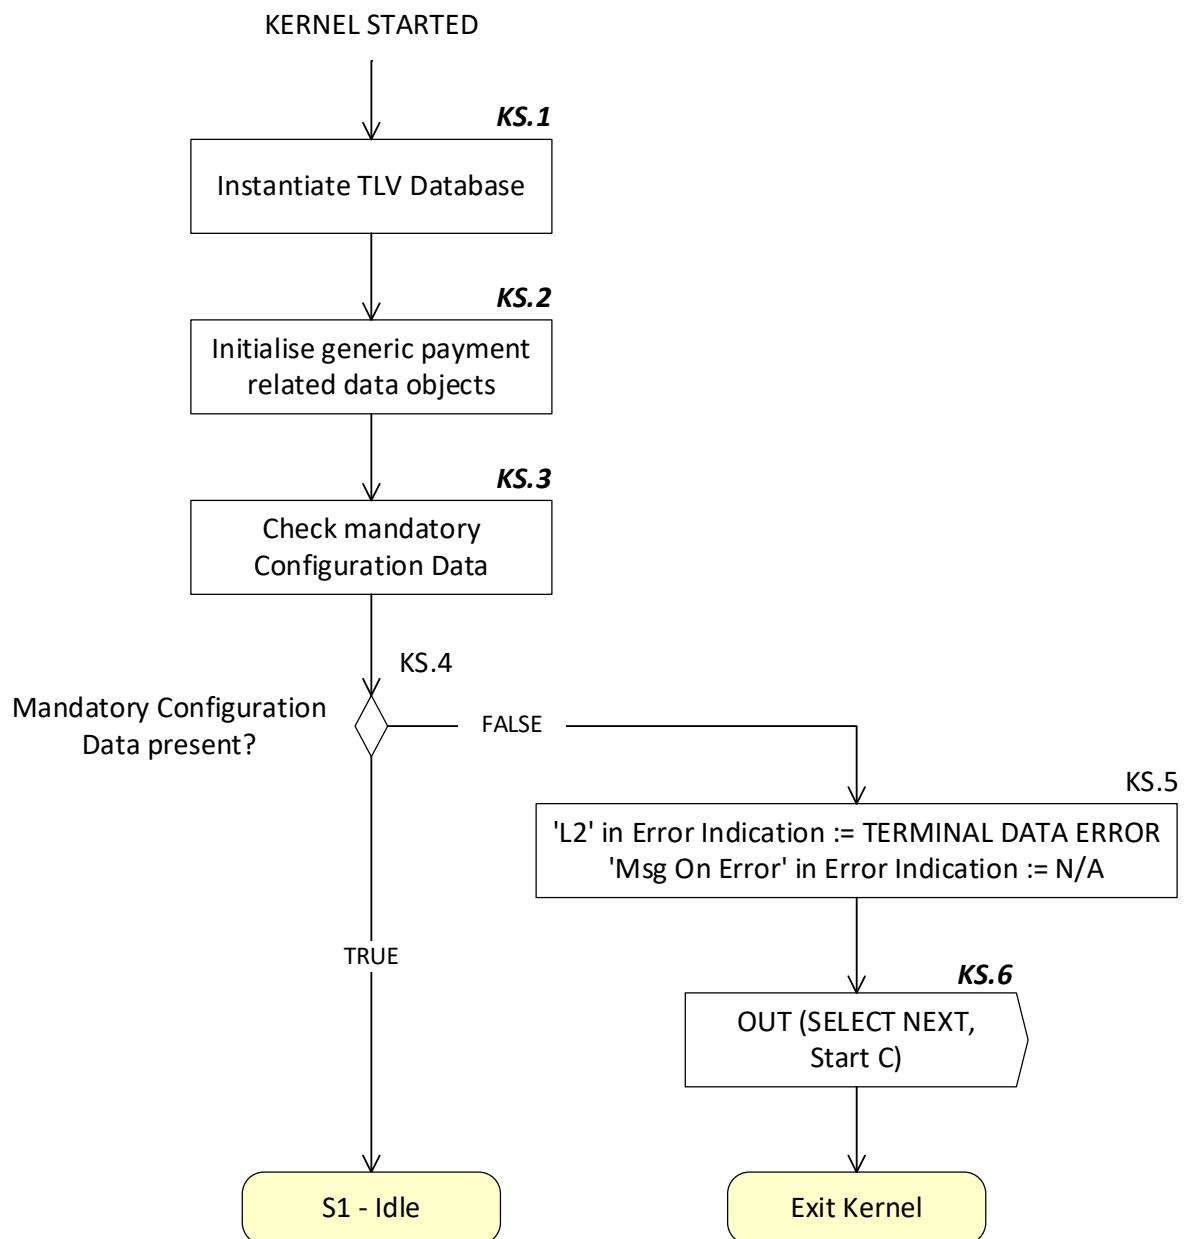 KERNEL STARTED
KS.1
Instantiate TLV Database
KS.2
Initialise generic payment
related data objects
KS.3
Check mandatory
Configuration Data
KS.4
Mandatory Configuration
Data present?
FALSE
KS.5
'L2' in Error Indication := TERMINAL DATA ERROR
'Msg On Error' in Error Indication := N/A
TRUE
KS.6
OUT (SELECT NEXT,
Start C)
S1 - Idle
Exit Kernel